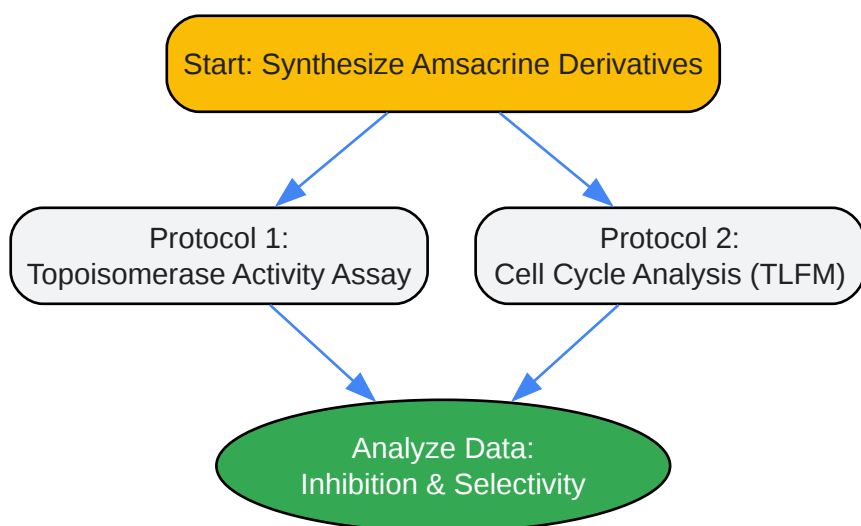 Start: Synthesize Amsacrine Derivatives
Protocol 1:
Topoisomerase Activity Assay
Protocol 2:
Cell Cycle Analysis (TLFM)
Analyze Data:
Inhibition & Selectivity